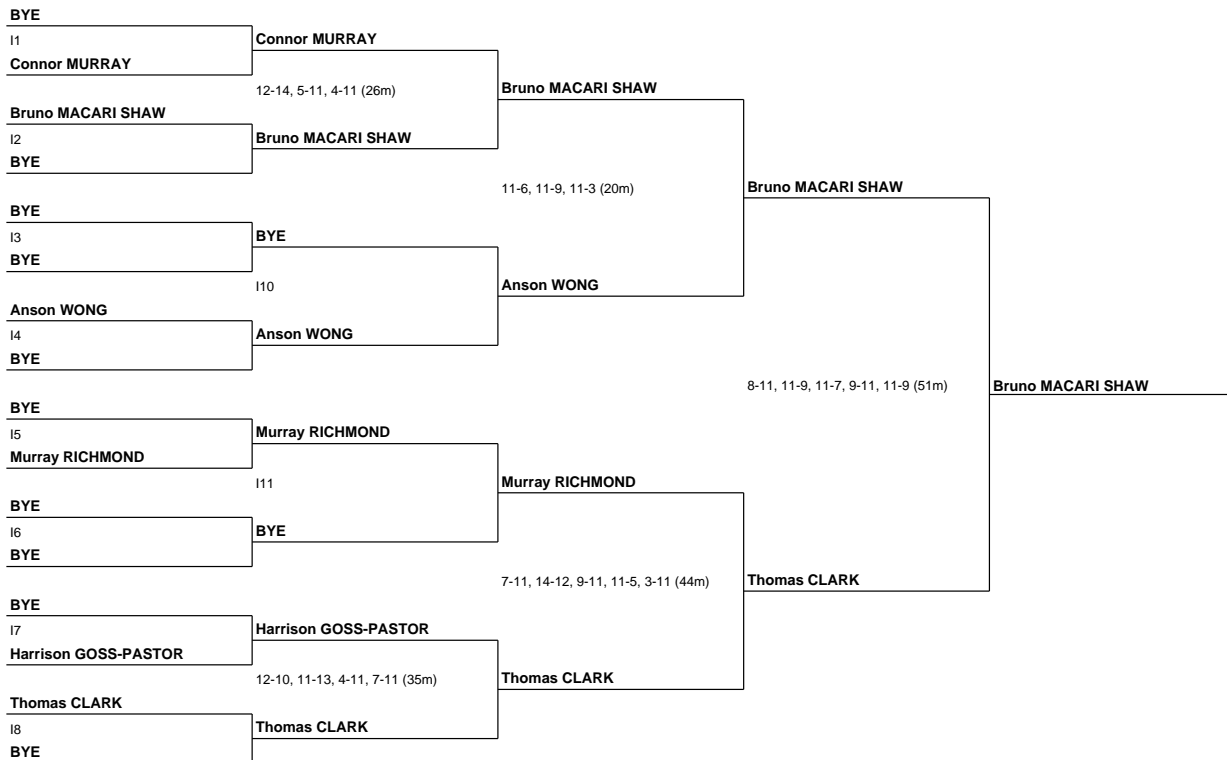 BYE
I1
Connor MURRAY
Connor MURRAY
12-14, 5-11, 4-11 (26m)
Bruno MACARI SHAW
Bruno MACARI SHAW
I2
BYE
Bruno MACARI SHAW
11-6, 11-9, 11-3 (20m)
Bruno MACARI SHAW
BYE
I3
BYE
BYE
I10
Anson WONG
Anson WONG
I4
BYE
Anson WONG
8-11, 11-9, 11-7, 9-11, 11-9 (51m)
Bruno MACARI SHAW
BYE
I5
Murray RICHMOND
Murray RICHMOND
I11
Murray RICHMOND
BYE
I6
BYE
BYE
7-11, 14-12, 9-11, 11-5, 3-11 (44m)
Thomas CLARK
BYE
I7
Harrison GOSS-PASTOR
Harrison GOSS-PASTOR
12-10, 11-13, 4-11, 7-11 (35m)
Thomas CLARK
Thomas CLARK
I8
BYE
Thomas CLARK